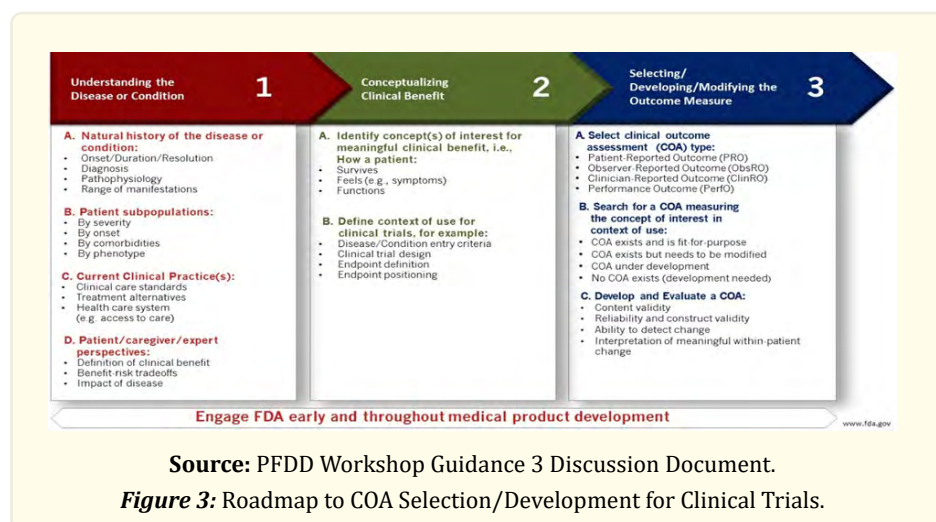 Understanding the
Disease or Condition
1
Conceptualizing
Clinical Benefit
2
Selecting/
Developing/Modifying the
Outcome Measure
3
A. Natural history of the disease or
condition:
• Onset/Duration/Resolution
• Diagnosis
• Pathophysiology
• Range of manifestations
B. Patient subpopulations:
• By severity
• By onset
• By comorbidities
• By phenotype
C. Current Clinical Practice(s):
• Clinical care standards
• Treatment alternatives
• Health care system
(e.g. access to care)
D. Patient/caregiver/expert
perspectives:
• Definition of clinical benefit
• Benefit-risk tradeoffs
• Impact of disease
A. Identify concept(s) of interest for
meaningful clinical benefit, i.e.,
How a patient:
• Survives
• Feels (e.g., symptoms)
• Functions
B. Define context of use for
clinical trials, for example:
• Disease/Condition entry criteria
• Clinical trial design
• Endpoint definition
• Endpoint positioning
A. Select clinical outcome
assessment (COA) type:
• Patient-Reported Outcome (PRO)
• Observer-Reported Outcome (ObsRO)
• Clinician-Reported Outcome (ClinRO)
• Performance Outcome (PerfO)
B. Search for a COA measuring
the concept of interest in
context of use:
• COA exists and is fit-for-purpose
• COA exists but needs to be modified
• COA under development
• No COA exists (development needed)
C. Develop and Evaluate a COA:
• Content validity
• Reliability and construct validity
• Ability to detect change
• Interpretation of meaningful within-patient
change
Engage FDA early and throughout medical product development
www.fda.gov
Source: PFDD Workshop Guidance 3 Discussion Document.
Figure 3: Roadmap to COA Selection/Development for Clinical Trials.